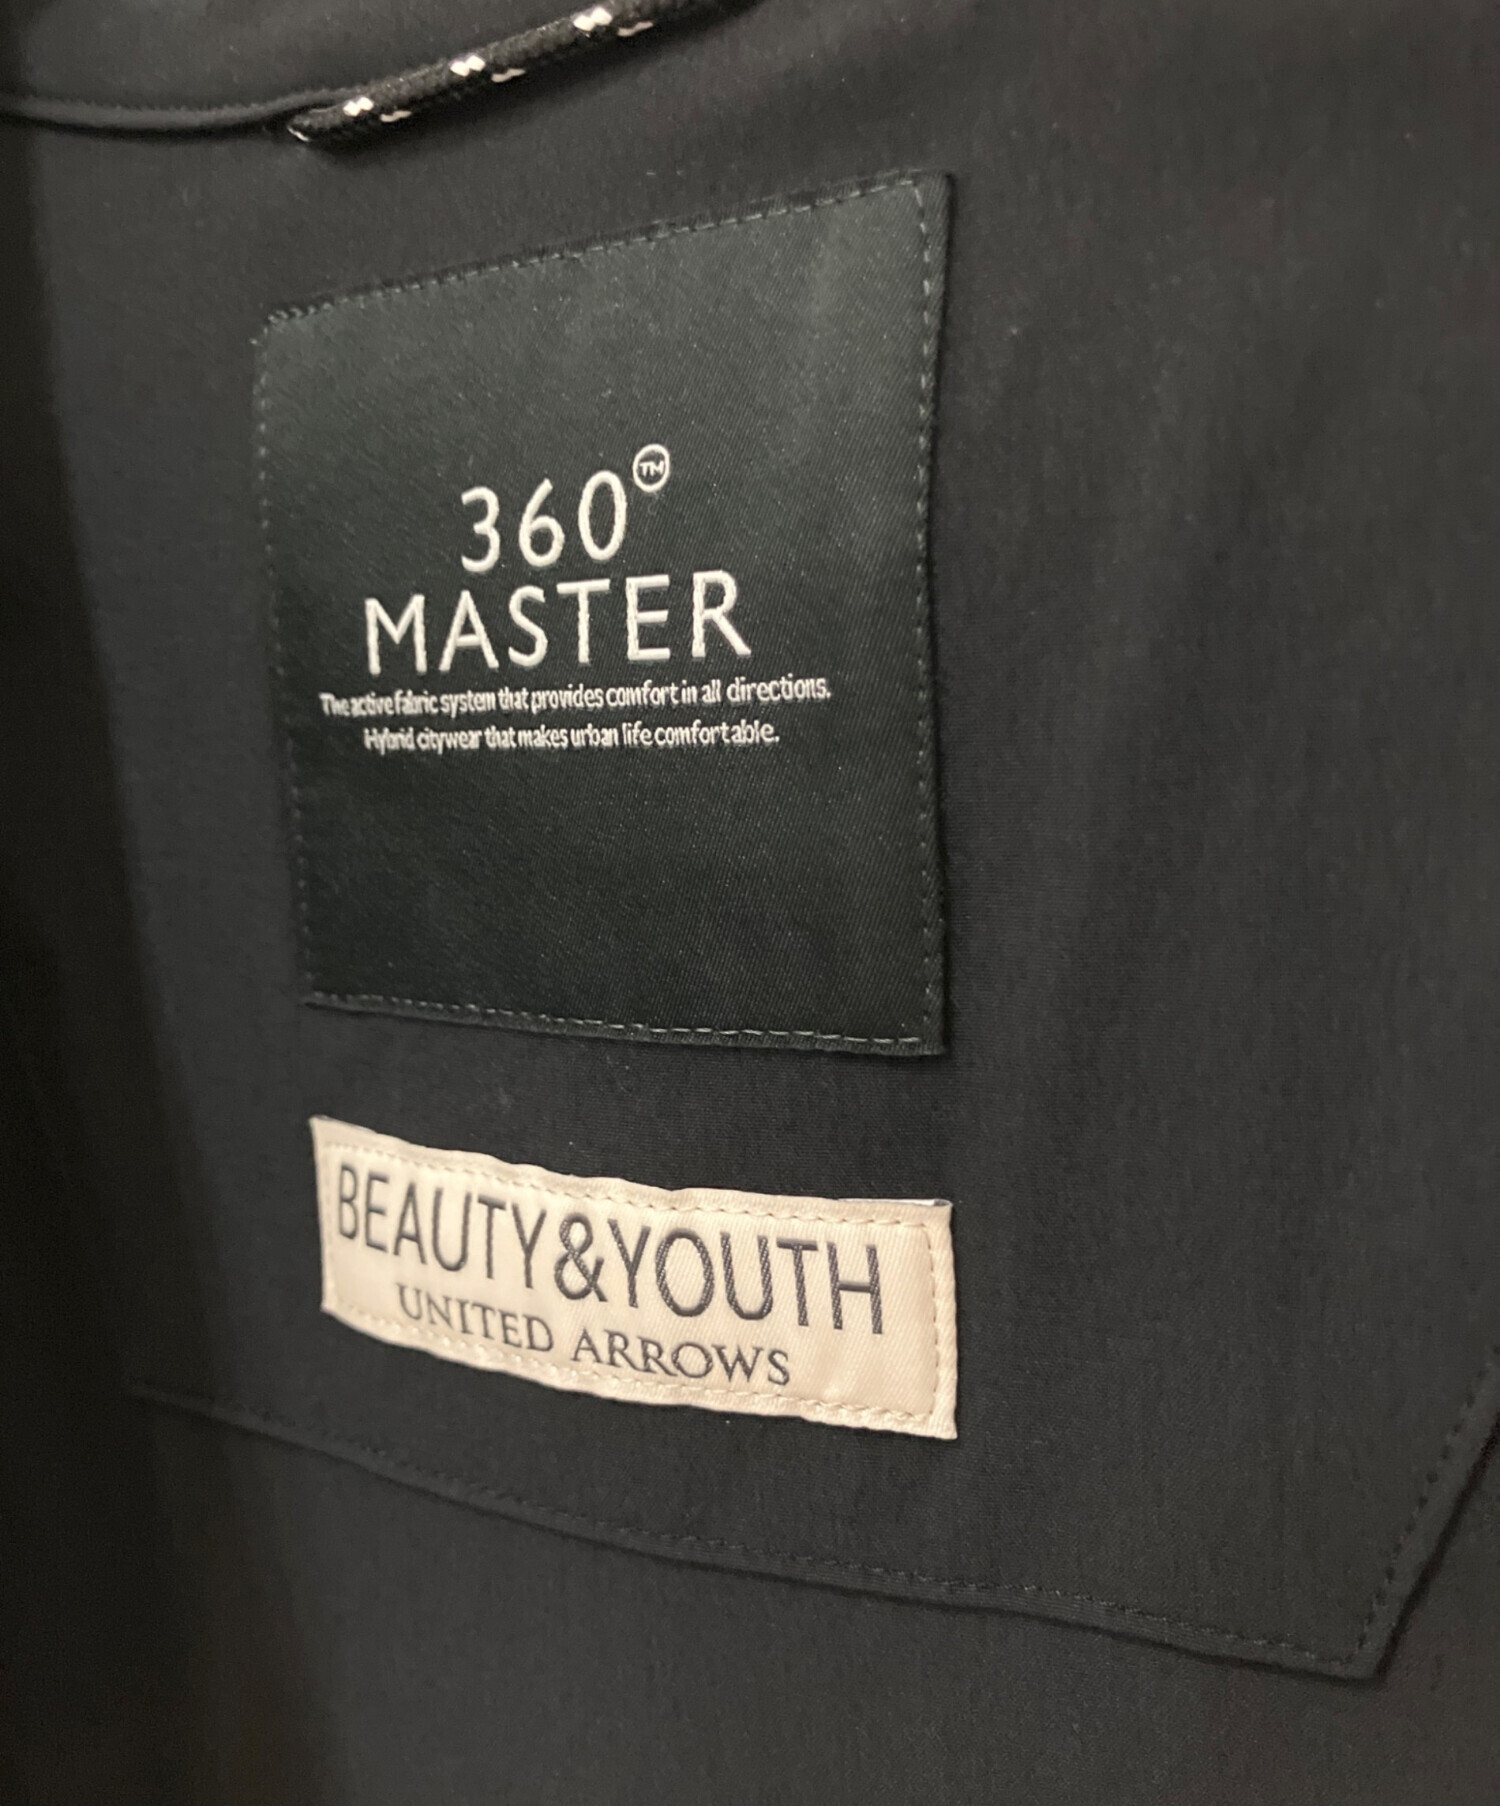 360°™
MASTER
The active fabric system that provides comfort in all directions.
Hybrid citywear that makes urban life comfortable.
BEAUTY&YOUTH
UNITED ARROWS